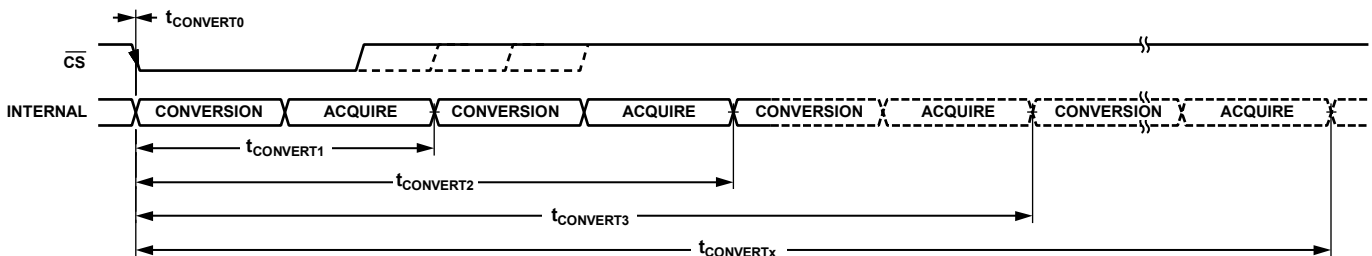 tCONVERT0
CS
INTERNAL CONVERSION ACQUIRE CONVERSION ACQUIRE CONVERSION ACQUIRE CONVERSION ACQUIRE
tCONVERT1
tCONVERT2
tCONVERT3
tCONVERTx